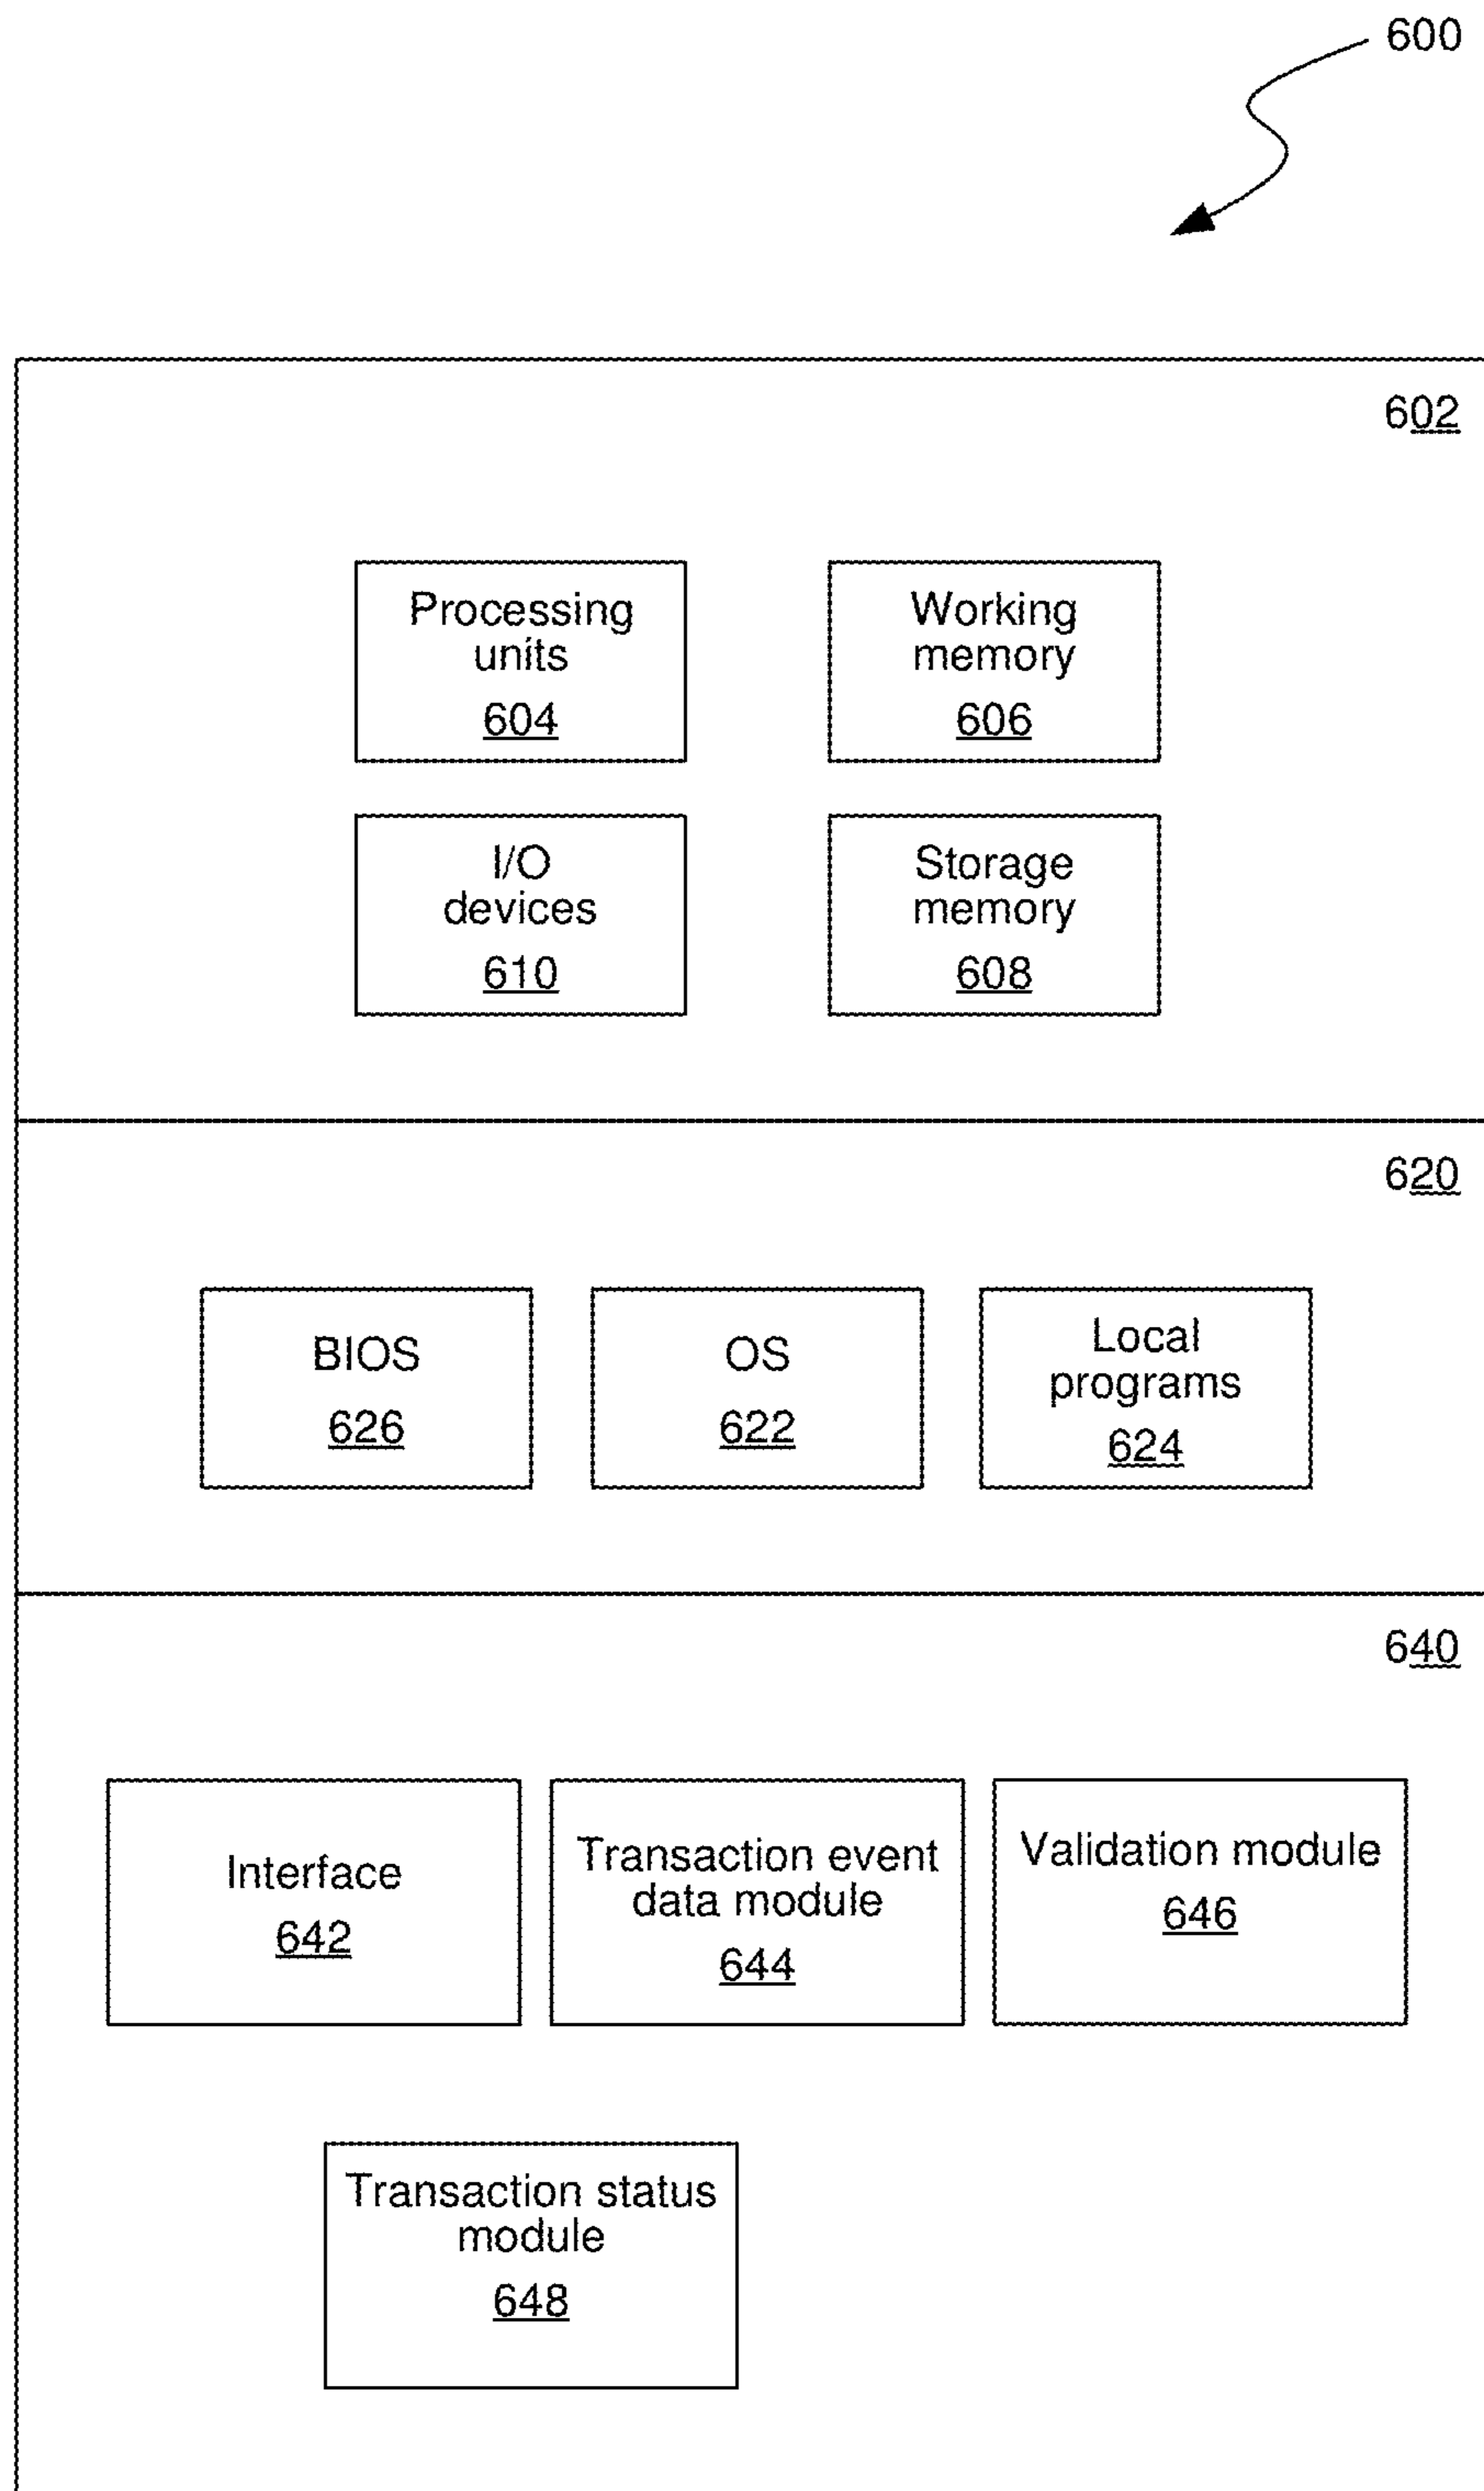 600
602
Processing
units
604
Working
memory
606
I/O
devices
610
Storage
memory
608
620
BIOS
626
OS
622
Local
programs
624
640
Interface
642
Transaction event
data module
644
Validation module
646
Transaction status
module
648